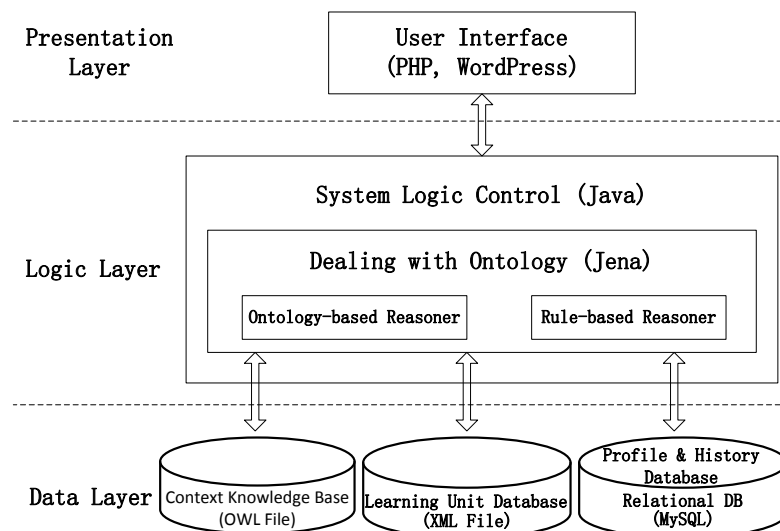 Presentation
Layer
User Interface
(PHP, WordPress)
System Logic Control (Java)
Logic Layer
Dealing with Ontology (Jena)
Ontology-based Reasoner
Rule-based Reasoner
Data Layer
Context Knowledge Base
(OWL File)
Learning Unit Database
(XML File)
Profile & History
Database
Relational DB
(MySQL)